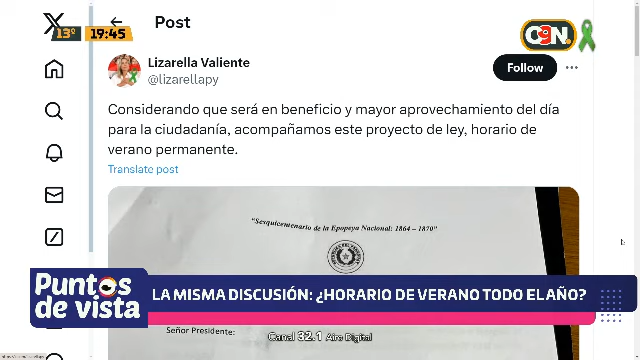 Post
13°
19:45
C9N.
Lizarella Valiente
@lizarellapy
Follow
Considerando que será en beneficio y mayor aprovechamiento del día
para la ciudadanía, acompañamos este proyecto de ley, horario de
verano permanente.
Translate post
"Sesquicentenario de la Epopeya Nacional: 1864 – 1870"
Puntos
de vista
LA MISMA DISCUSIÓN: ¿HORARIO DE VERANO TODO EL AÑO?
Señor Presidente:
Canal 32.1 Aire Digital